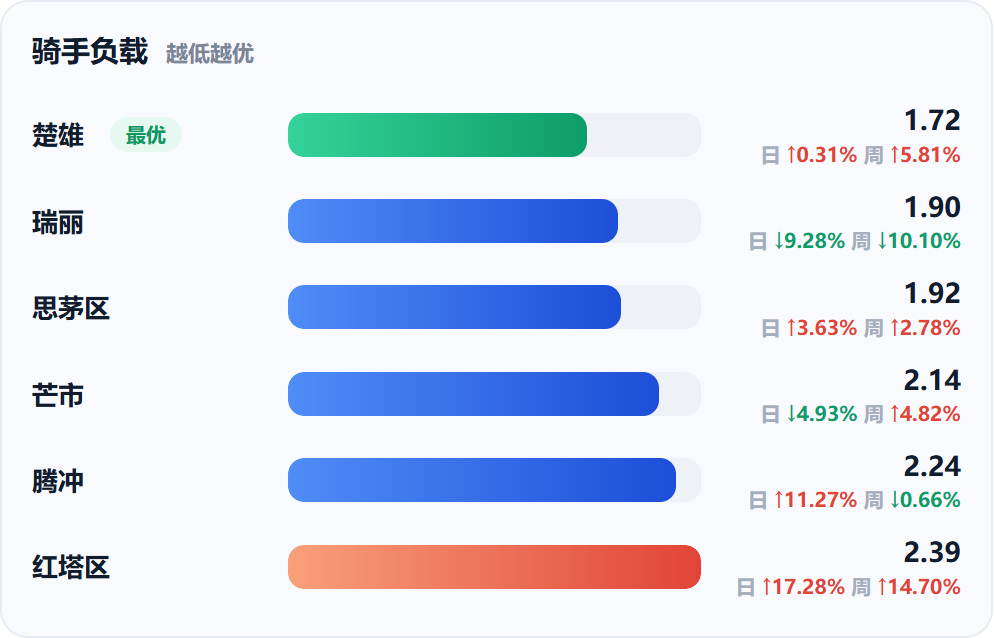 骑手负载 越低越优
楚雄 最优 1.72
日 ↑0.31% 周 ↑5.81%
瑞丽 1.90
日 ↓9.28% 周 ↓10.10%
思茅区 1.92
日 ↑3.63% 周 ↑2.78%
芒市 2.14
日 ↓4.93% 周 ↑4.82%
腾冲 2.24
日 ↑11.27% 周 ↓0.66%
红塔区 2.39
日 ↑17.28% 周 ↑14.70%